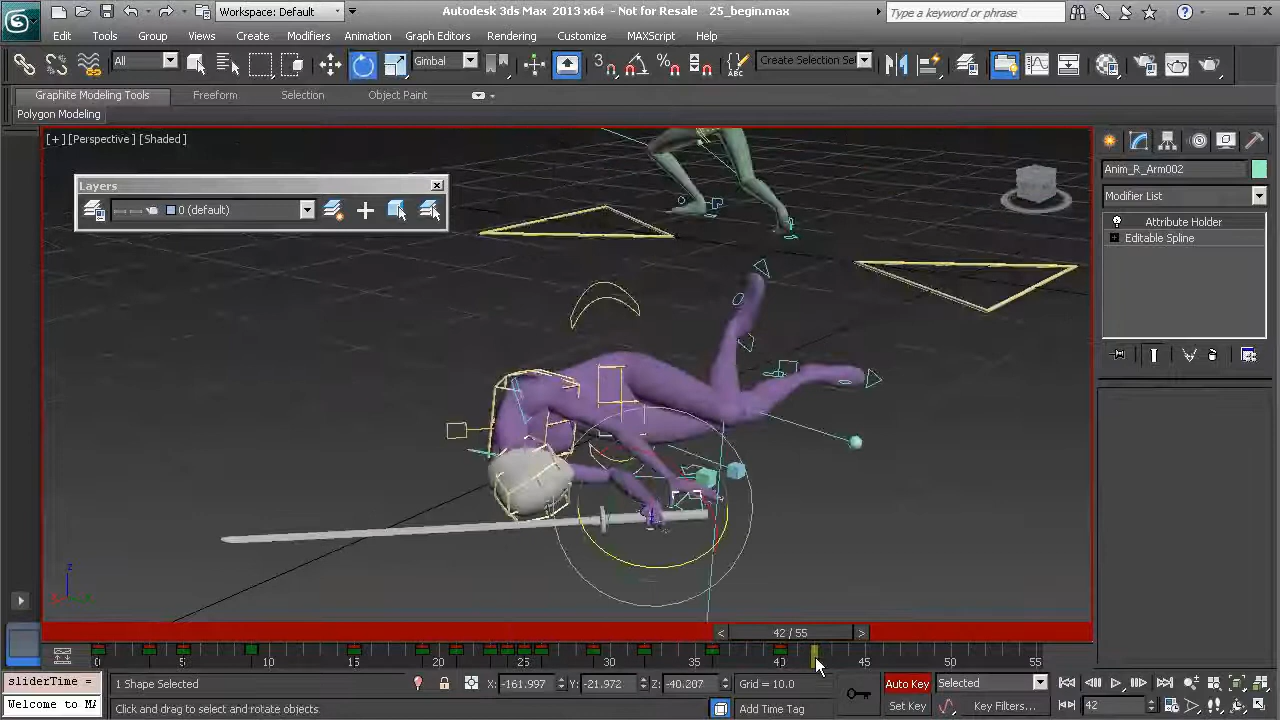 Workspace: Default
Autodesk 3ds Max 2013 x64 - Not for Resale 25_begin.max
Type a keyword or phrase
Edit Tools Group Views Create Modifiers Animation Graph Editors Rendering Customize MAXScript Help
All Gimbal Create Selection Se
Graphite Modeling Tools Freeform Selection Object Paint
Polygon Modeling
[+] [Perspective] [Shaded]
Anim_R_Arm002
Layers
Modifier List
0 (default)
Attribute Holder
Editable Spline
z
< 42 / 55 >
0 5 10 15 20 25 30 35 40 45 50 55
sliderTime =
1 Shape Selected
X: -161.997 Y: -21.972 Z: -40.207 Grid = 10.0
Auto Key Selected
Welcome to MA
Click and drag to select and rotate objects
Add Time Tag
Set Key Key Filters... 42